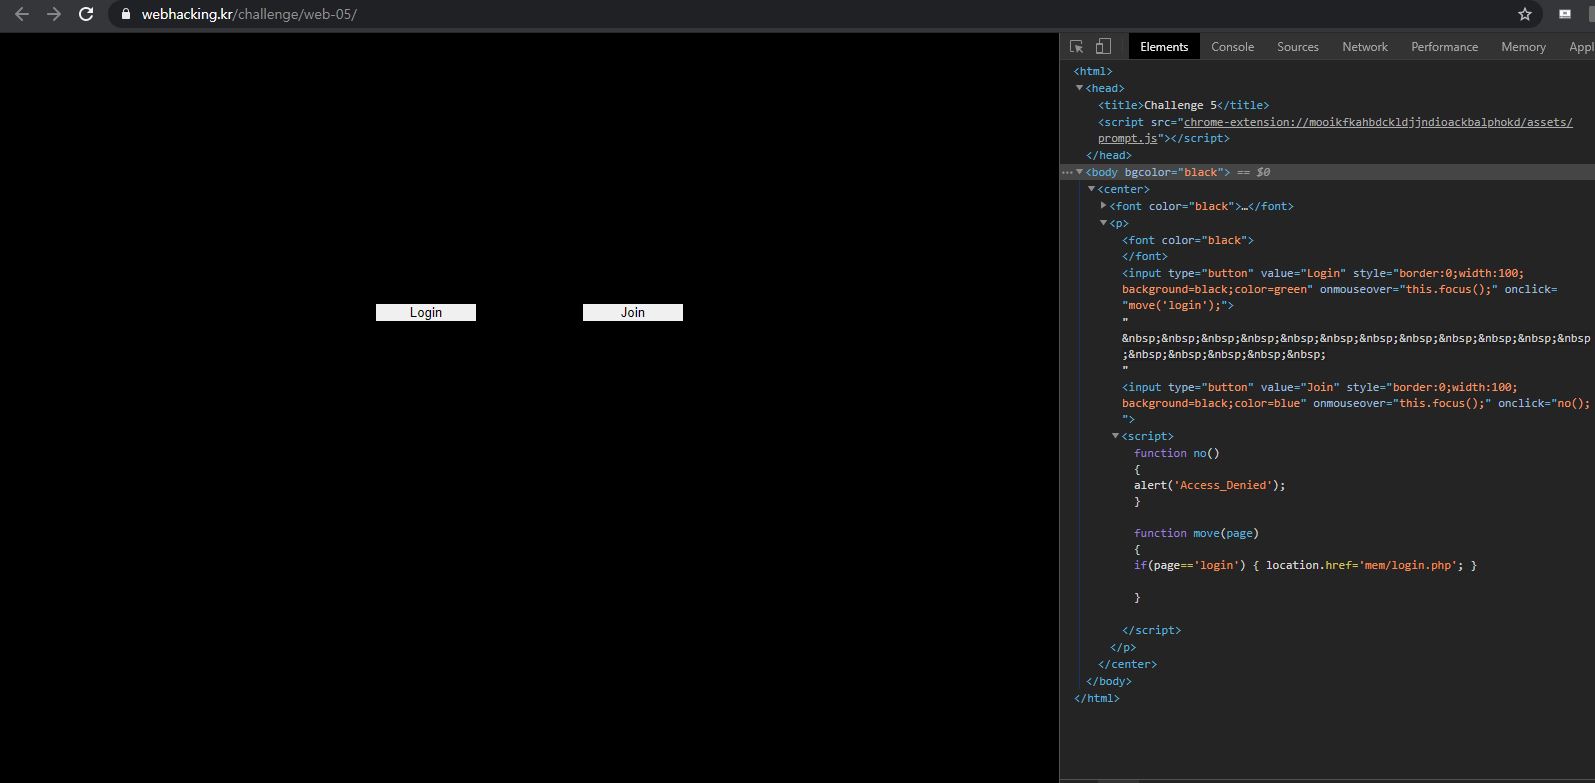 webhacking.kr/challenge/web-05/
Elements Console Sources Network Performance Memory Appl
<html>
<head>
<title>Challenge 5</title>
<script src="chrome-extension://mooikfkahbdckldjjndioackbalphokd/assets/
prompt.js"></script>
</head>
<body bgcolor="black"> == $0
<center>
<font color="black">…</font>
<p>
<font color="black">
</font>
<input type="button" value="Login" style="border:0;width:100;
background=black;color=green" onmouseover="this.focus();" onclick=
"move('login');">
"
&nbsp;&nbsp;&nbsp;&nbsp;&nbsp;&nbsp;&nbsp;&nbsp;&nbsp;&nbsp;&nbsp;&nbsp
;&nbsp;&nbsp;&nbsp;&nbsp;
"
<input type="button" value="Join" style="border:0;width:100;
background=black;color=blue" onmouseover="this.focus();" onclick="no();
">
<script>
function no()
{
alert('Access_Denied');
}
function move(page)
{
if(page=='login') { location.href='mem/login.php'; }
}
</script>
</p>
</center>
</body>
</html>
Login Join